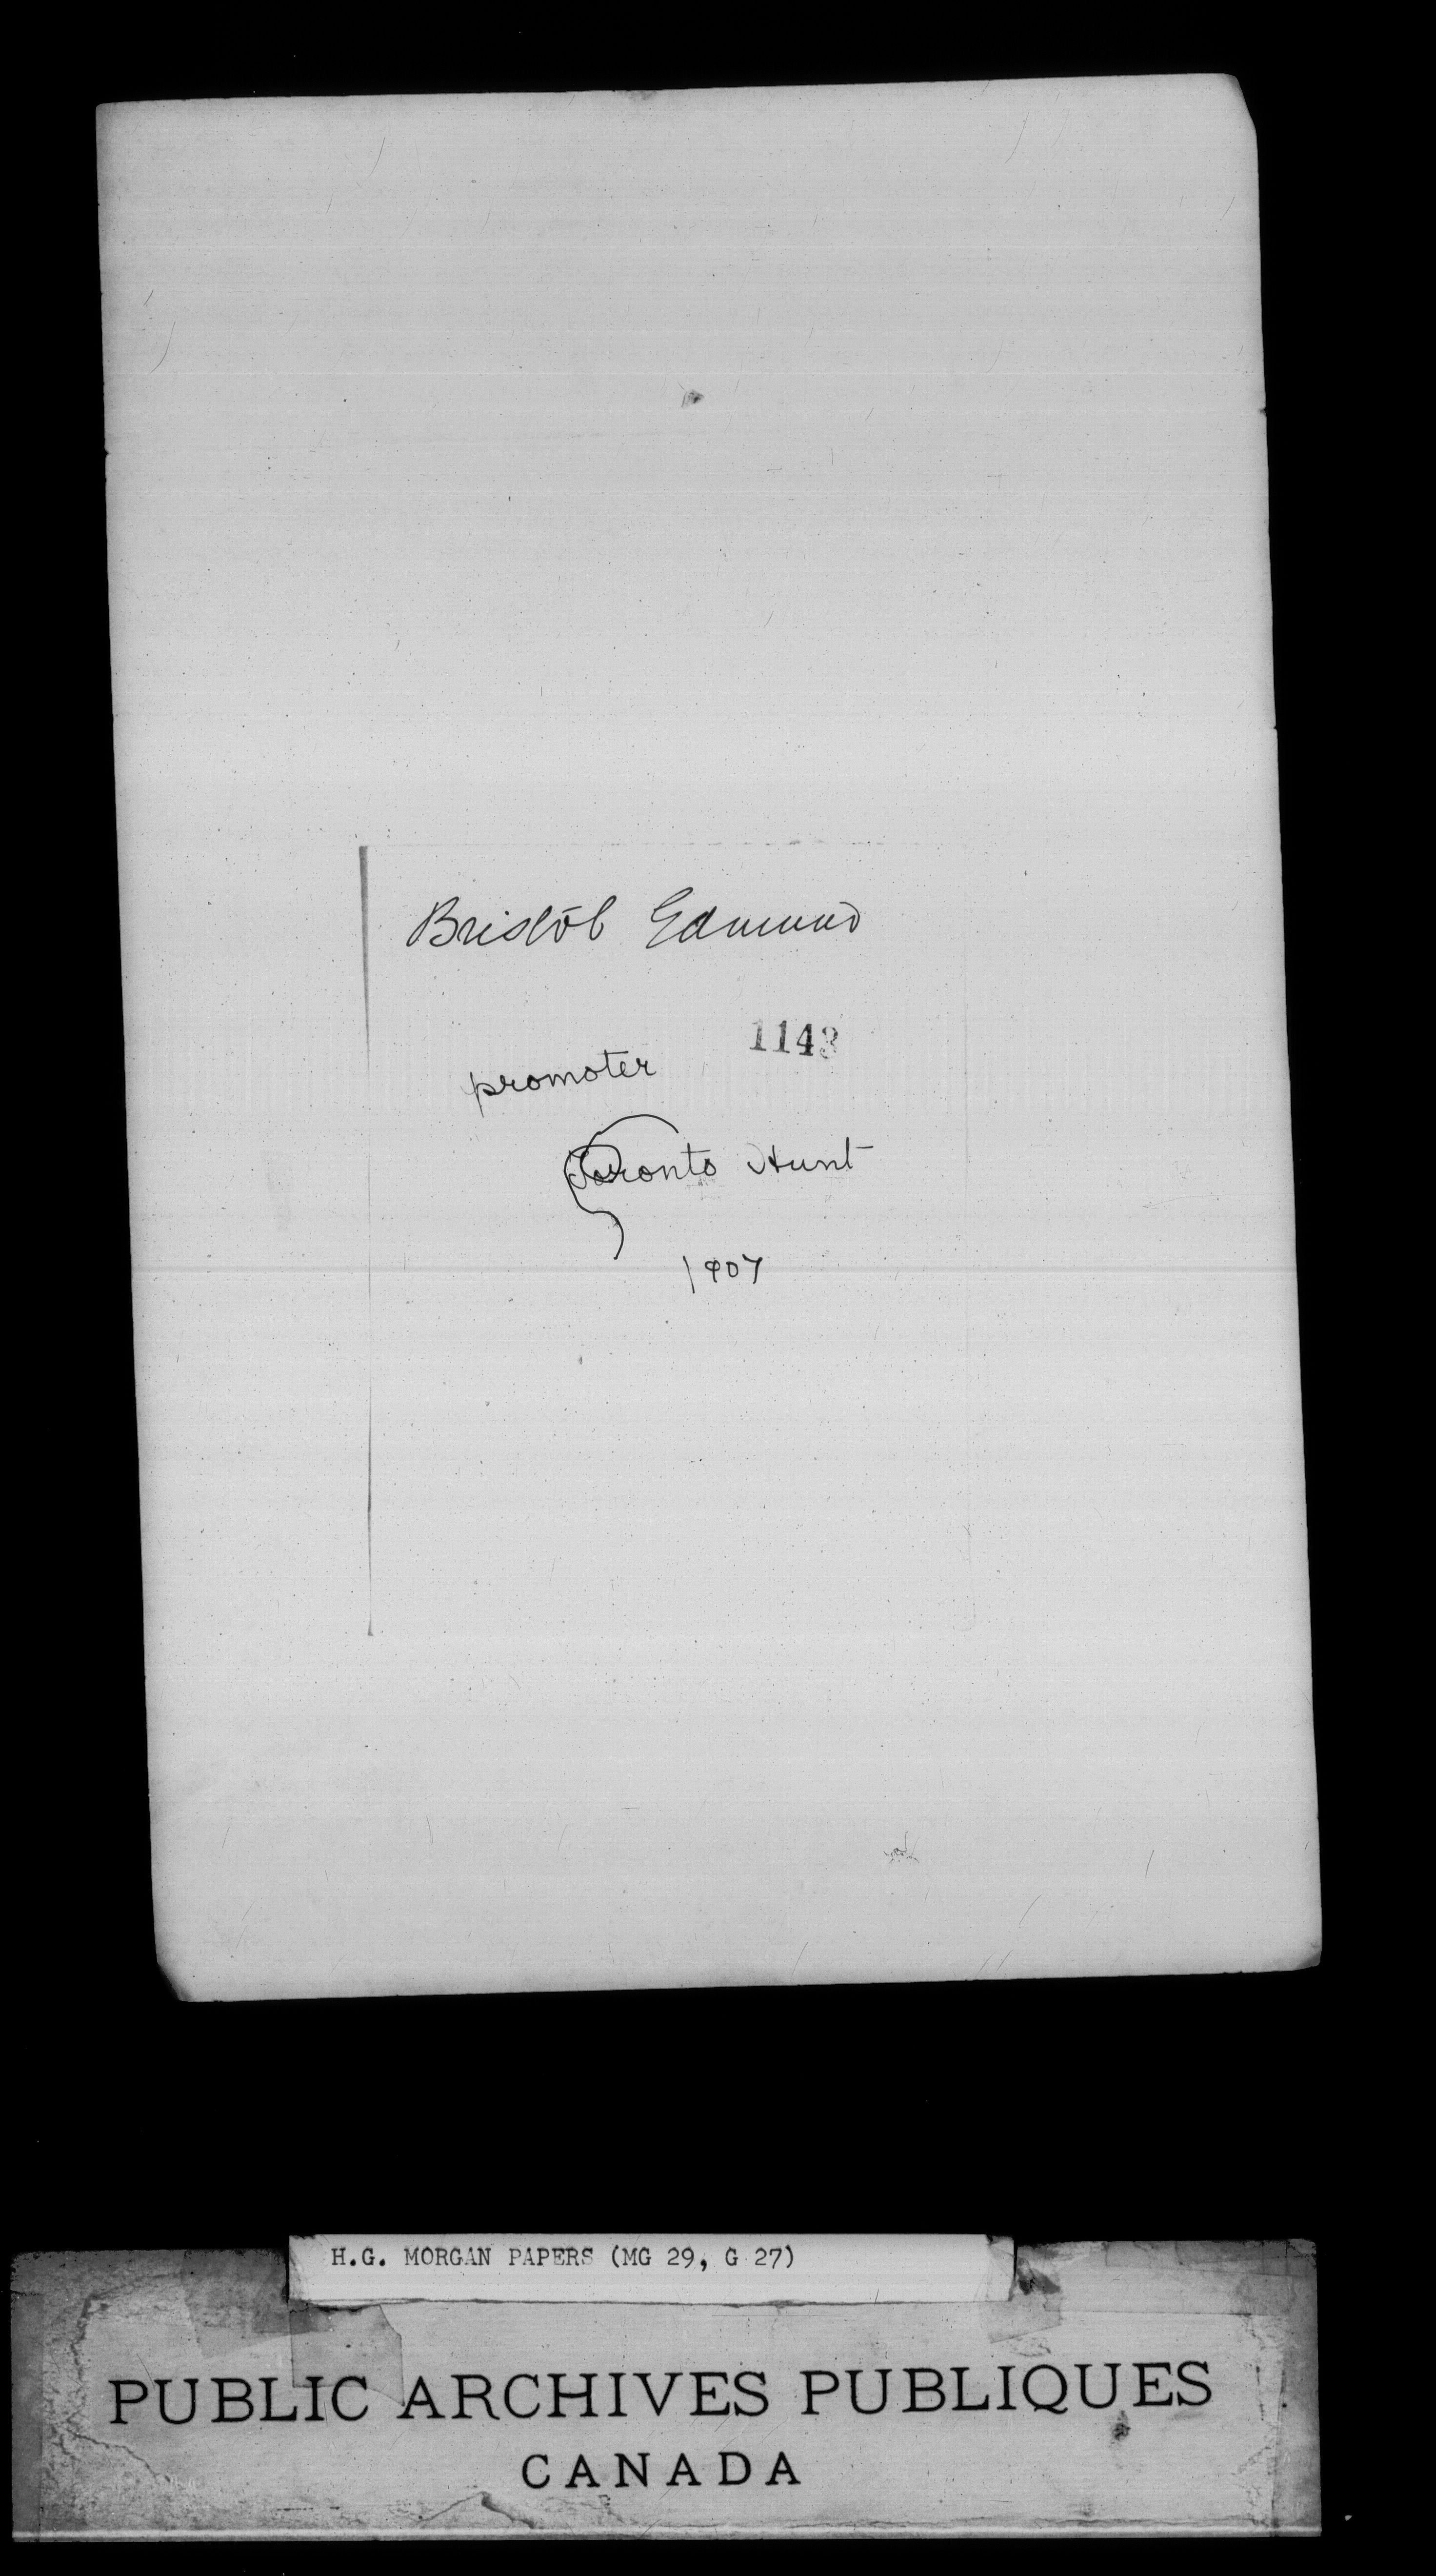 Bristol Edmund
1143
promoter
Toronto Hunt
1907
H.G. MORGAN PAPERS (MG 29, G 27)
PUBLIC ARCHIVES PUBLIQUES
CANADA